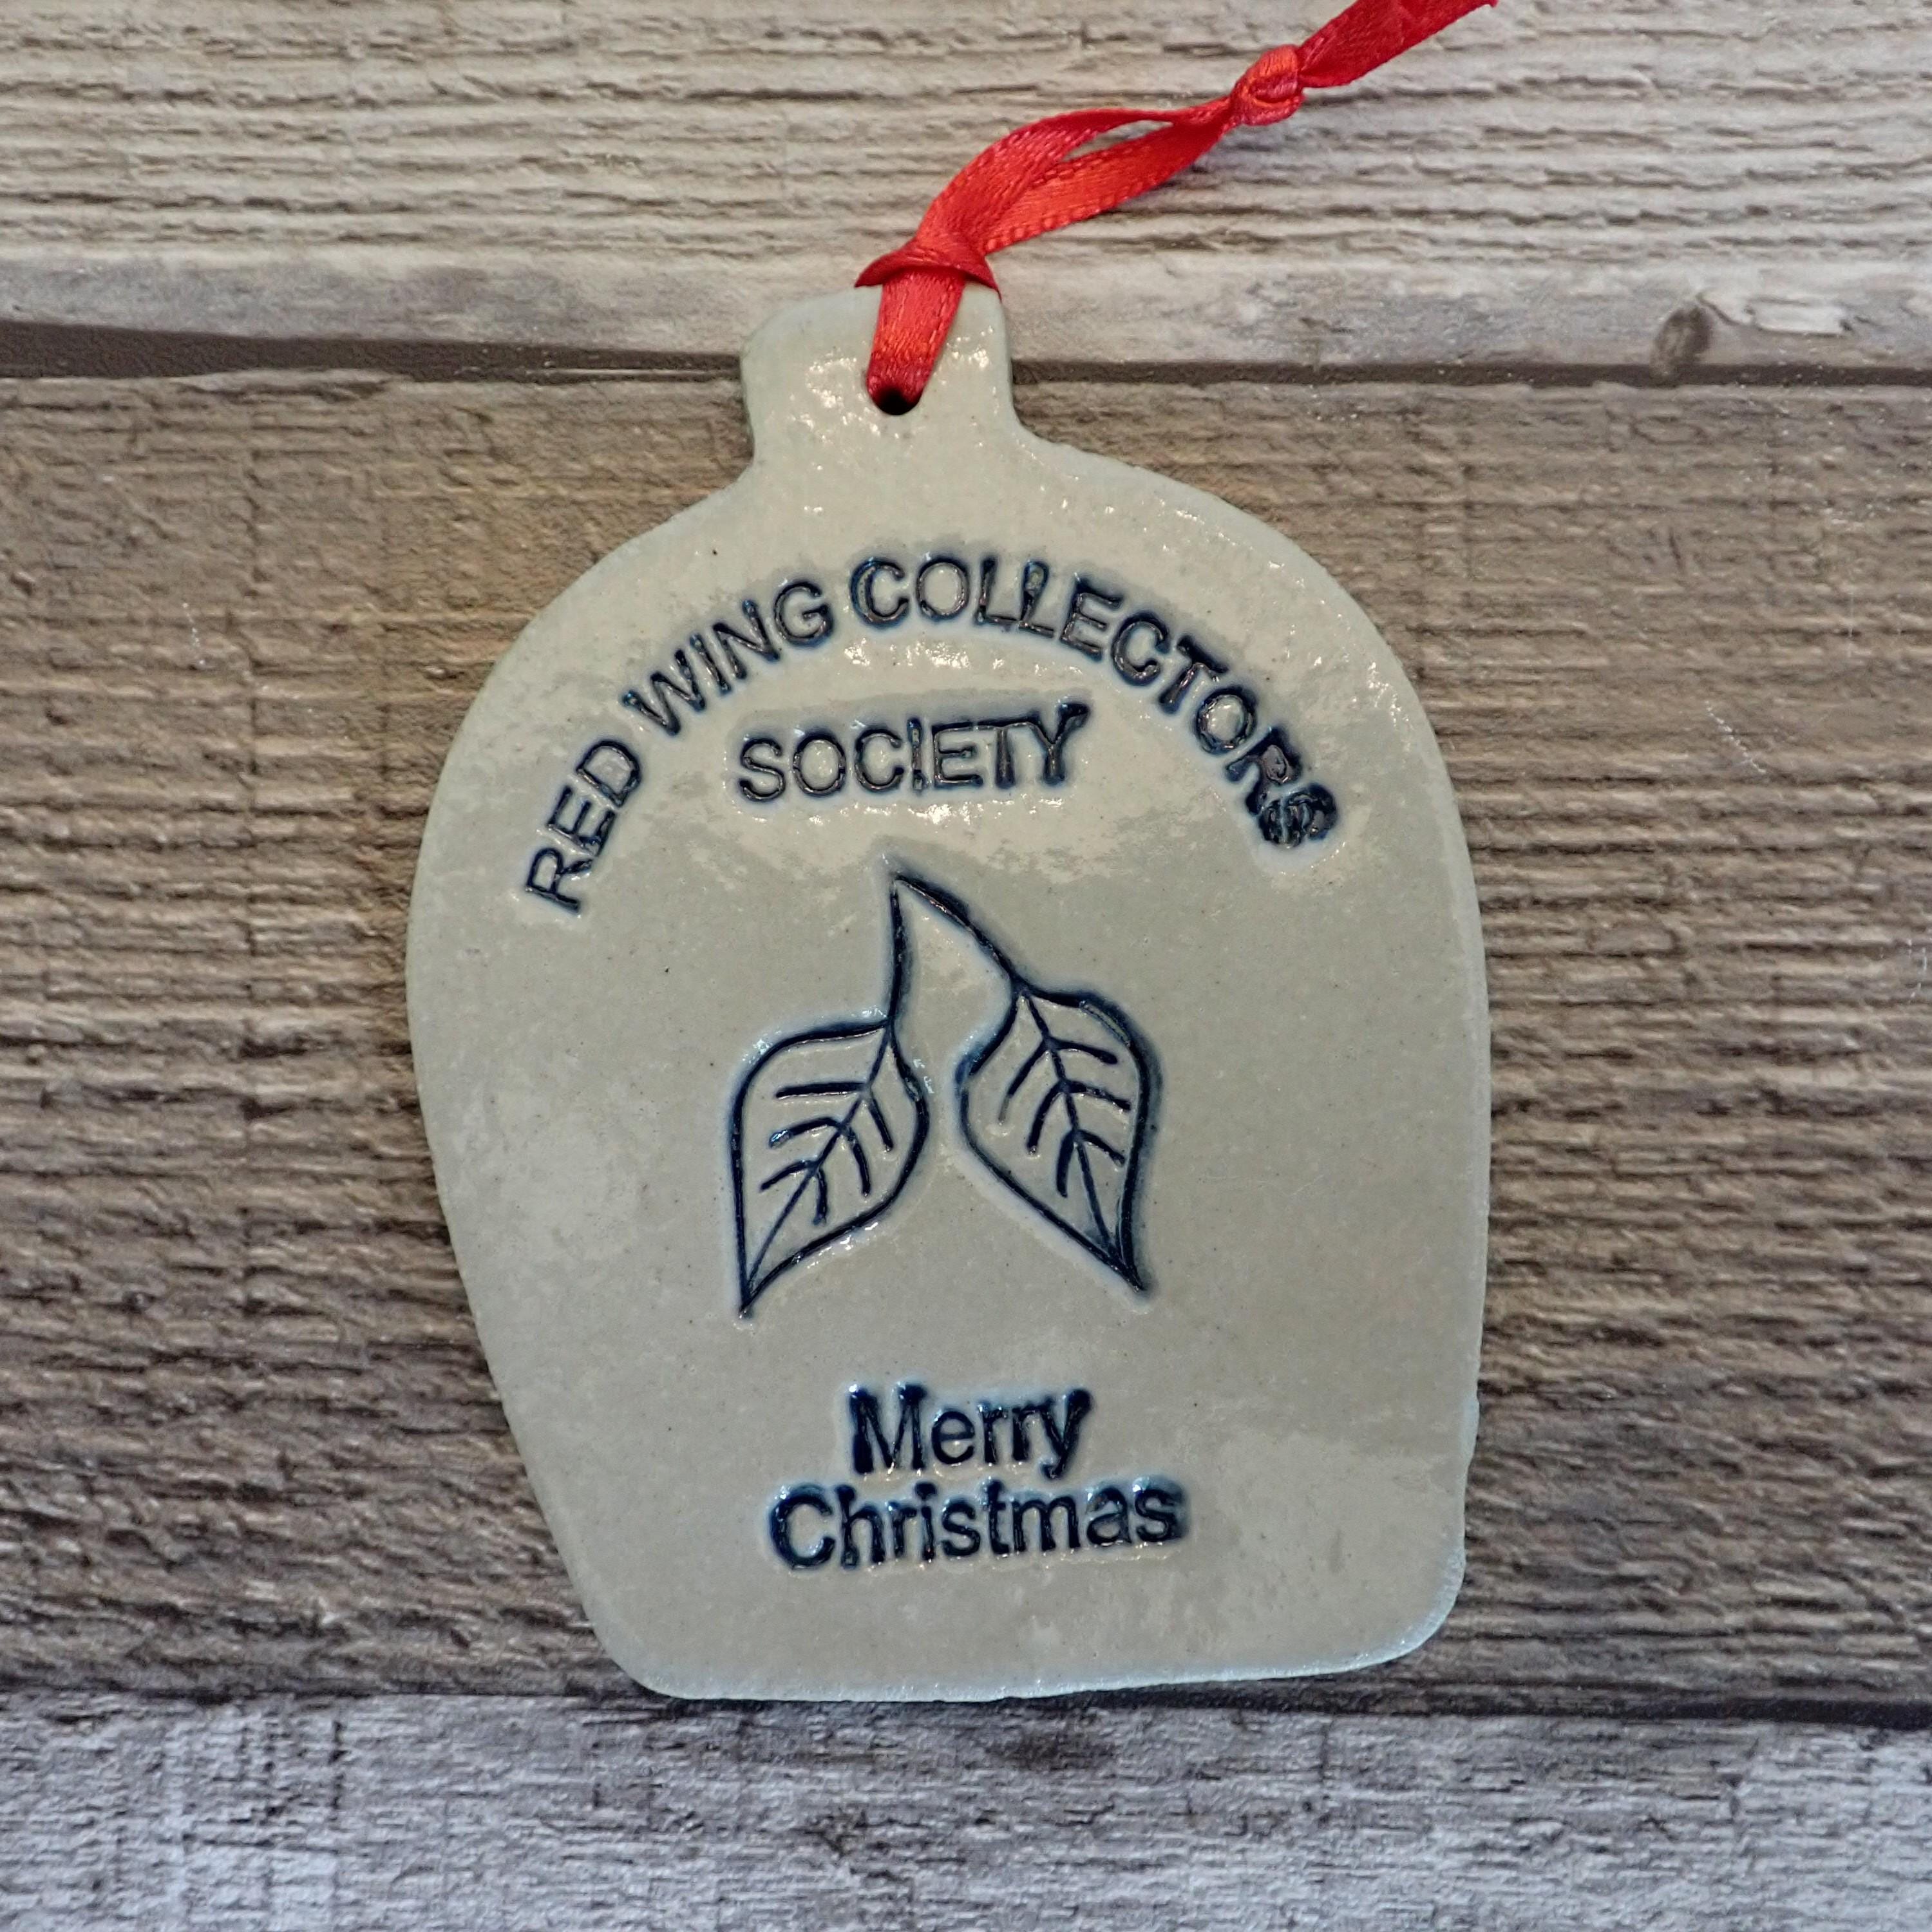 RED WING COLLECTORS
SOCIETY
Merry
Christmas